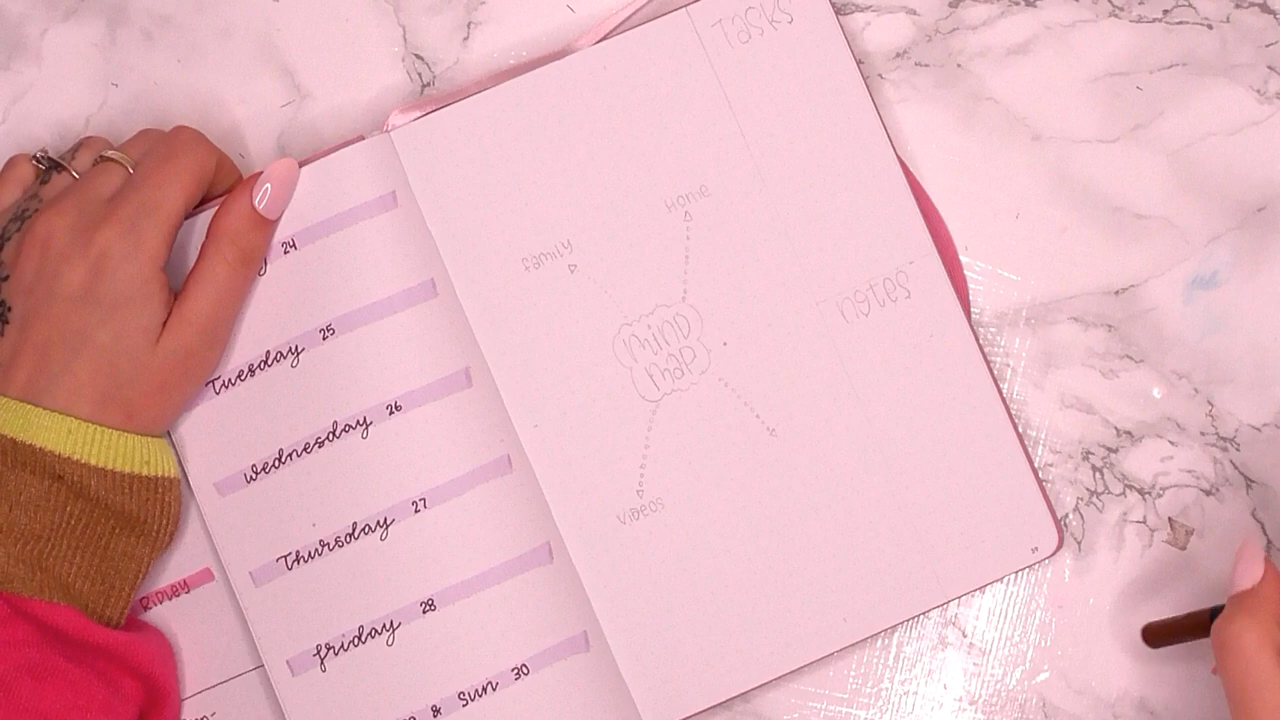 24
Tuesday 25
wednesday 26
Thursday 27
friday 28
& Sun 30
RIDLEY
Tasks
Home
family
mind
map
notes
videos